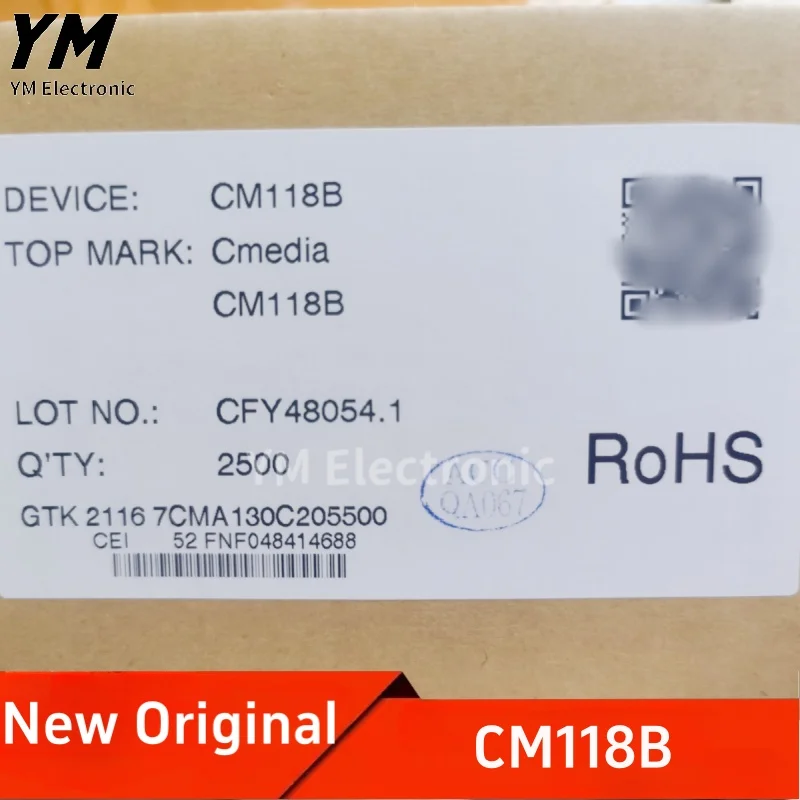 YM
YM Electronic
DEVICE: CM118B
TOP MARK: Cmedia
CM118B
LOT NO.: CFY48054.1
Q'TY: 2500
YM Electronic
RoHS
QA067
GTK 2116 7CMA130C205500
CEI 52 FNF048414688
New Original
CM118B